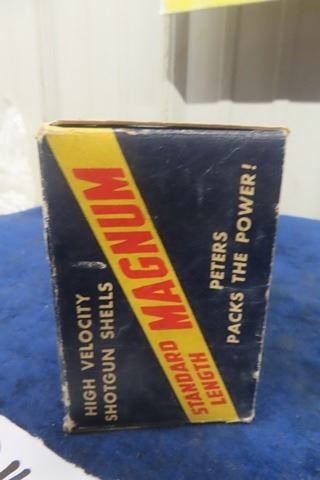 HIGH VELOCITY
SHOTGUN SHELLS
STANDARD
LENGTH
MAGNUM
PETERS
PACKS THE POWER!